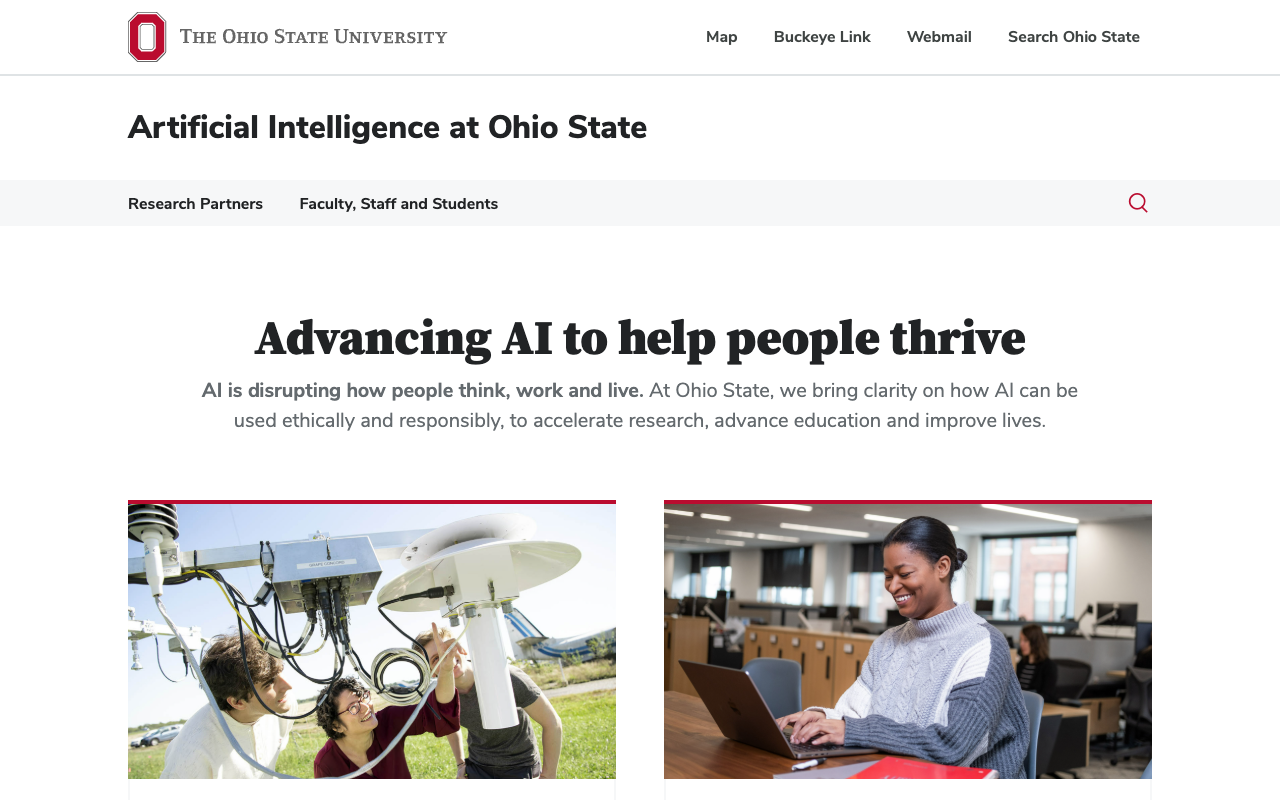 The Ohio State University
Map
Buckeye Link
Webmail
Search Ohio State
Artificial Intelligence at Ohio State
Research Partners
Faculty, Staff and Students
Advancing AI to help people thrive
AI is disrupting how people think, work and live. At Ohio State, we bring clarity on how AI can be
used ethically and responsibly, to accelerate research, advance education and improve lives.